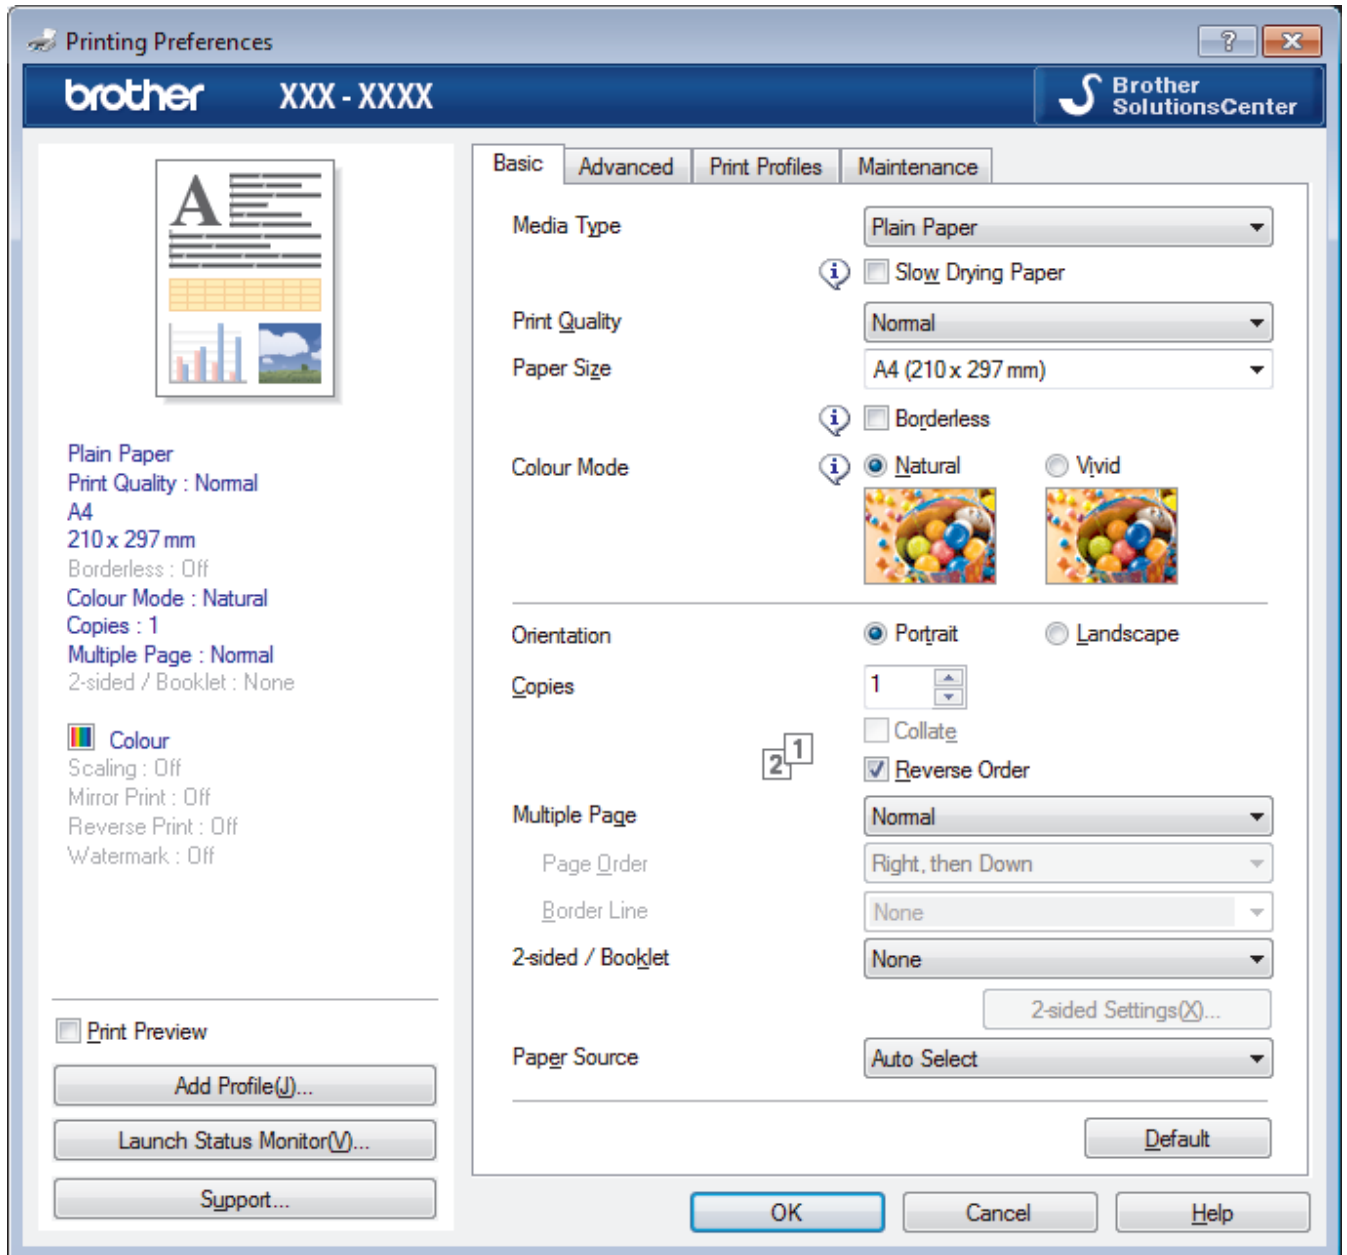 Printing Preferences
brother XXX - XXXX Brother SolutionsCenter
A
Plain Paper
Print Quality : Normal
A4
210 x 297 mm
Borderless : Off
Colour Mode : Natural
Copies : 1
Multiple Page : Normal
2-sided / Booklet : None
Colour
Scaling : Off
Mirror Print : Off
Reverse Print : Off
Watermark : Off
Print Preview
Add Profile(J)...
Launch Status Monitor(V)...
Support...
Basic Advanced Print Profiles Maintenance
Media Type Plain Paper
Slow Drying Paper
Print Quality Normal
Paper Size A4 (210 x 297 mm)
Borderless
Colour Mode Natural Vivid
Orientation Portrait Landscape
Copies 1
Collate
2 1 Reverse Order
Multiple Page Normal
Page Order Right, then Down
Border Line None
2-sided / Booklet None
2-sided Settings(X)...
Paper Source Auto Select
Default
OK Cancel Help